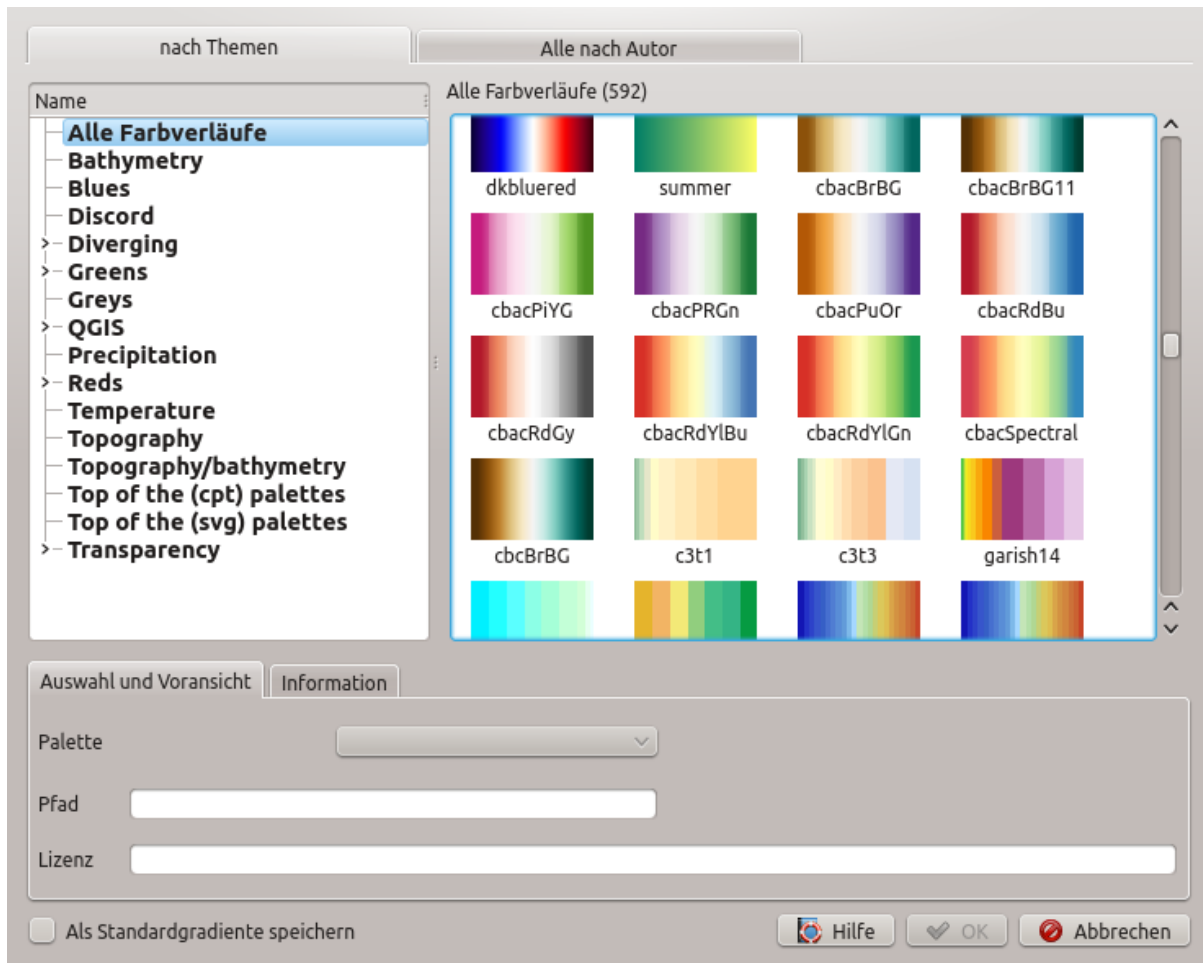 nach Themen
Alle nach Autor
Name
Alle Farbverläufe
Bathymetry
Blues
Discord
Diverging
Greens
Greys
QGIS
Precipitation
Reds
Temperature
Topography
Topography/bathymetry
Top of the (cpt) palettes
Top of the (svg) palettes
Transparency
Alle Farbverläufe (592)
dkbluered summer cbacBrBG cbacBrBG11
cbacPiYG cbacPRGn cbacPuOr cbacRdBu
cbacRdGy cbacRdYlBu cbacRdYlGn cbacSpectral
cbcBrBG c3t1 c3t3 garish14
Auswahl und Voransicht
Information
Palette
Pfad
Lizenz
Als Standardgradiente speichern
Hilfe
OK
Abbrechen